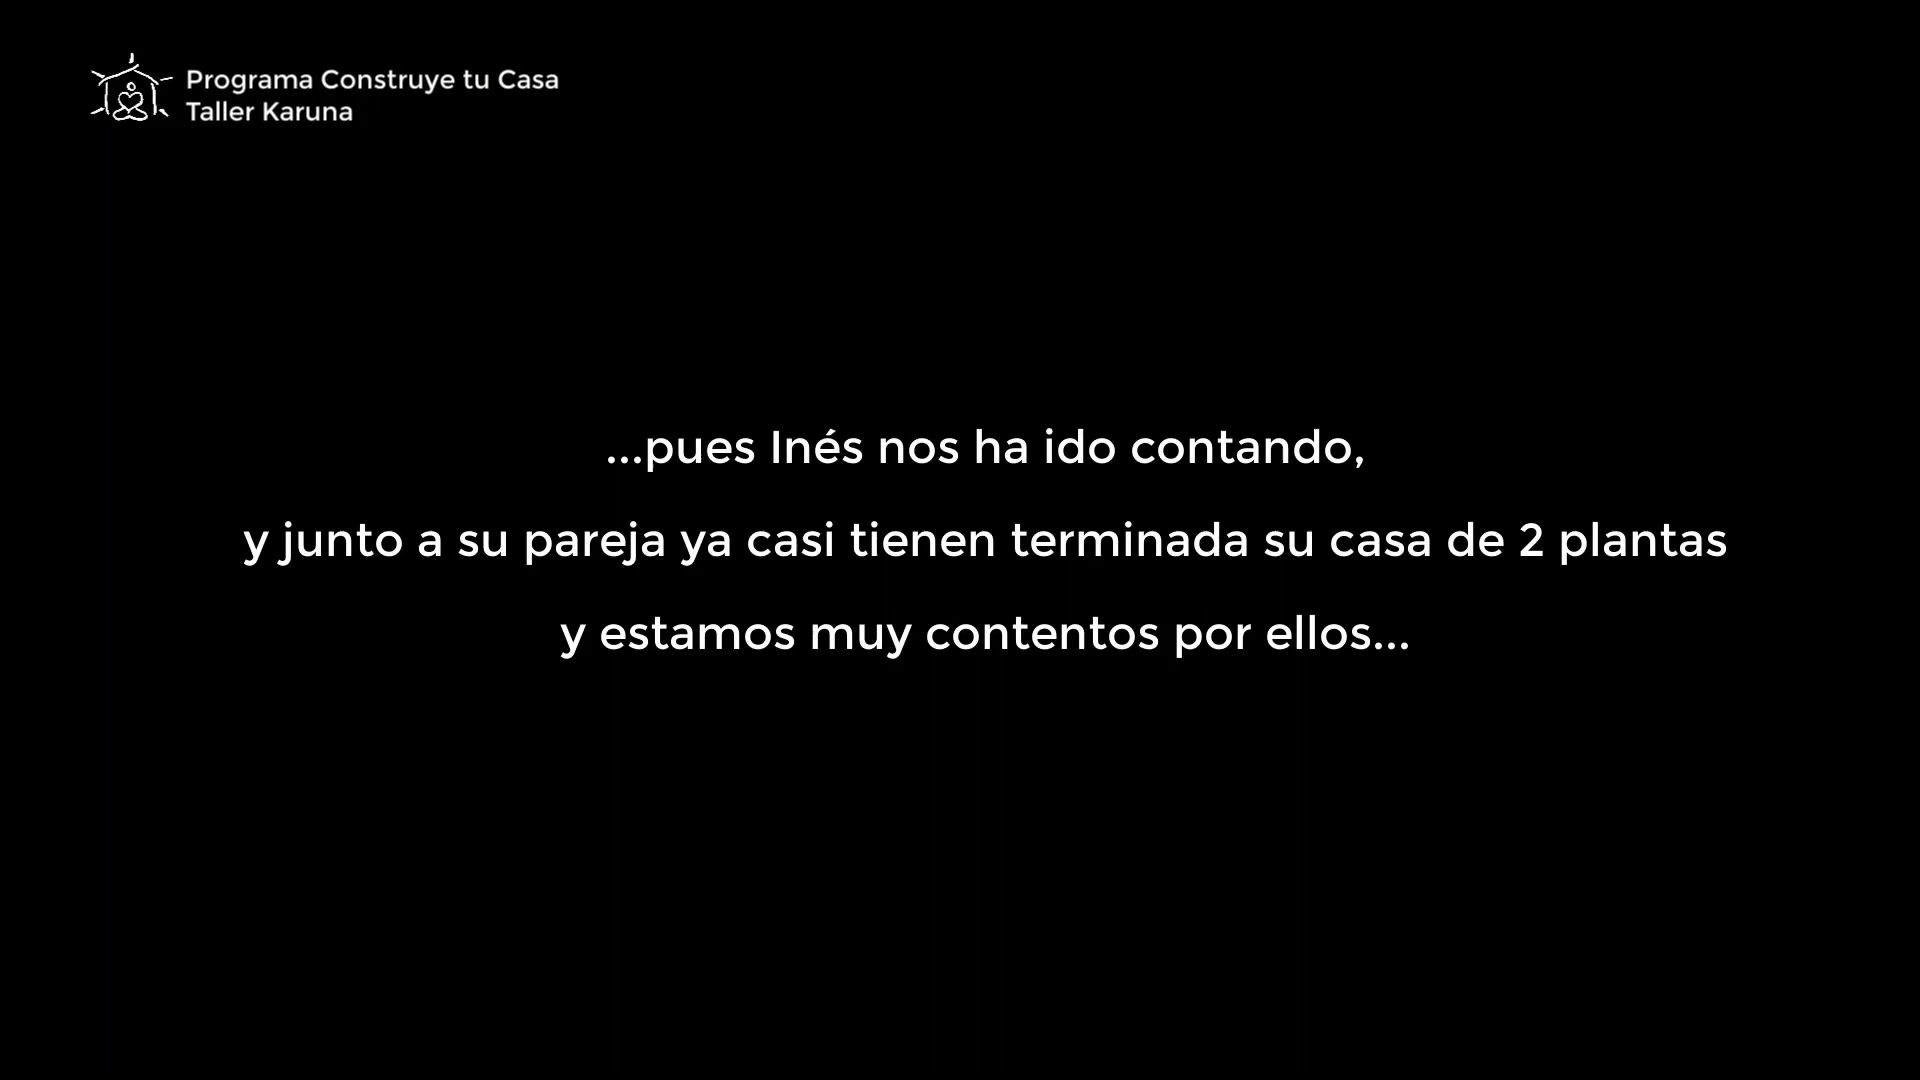 Programa Construye tu Casa
Taller Karuna
...pues Inés nos ha ido contando,
y junto a su pareja ya casi tienen terminada su casa de 2 plantas
y estamos muy contentos por ellos...